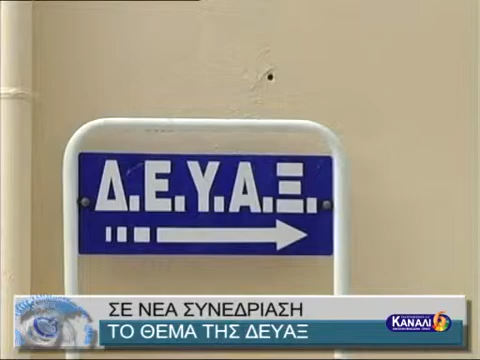 Δ.Ε.Υ.Α.Ξ.
ΣΕ ΝΕΑ ΣΥΝΕΔΡΙΑΣΗ
ΤΟ ΘΕΜΑ ΤΗΣ ΔΕΥΑΞ
ΚΑΝΑΛΙ 6